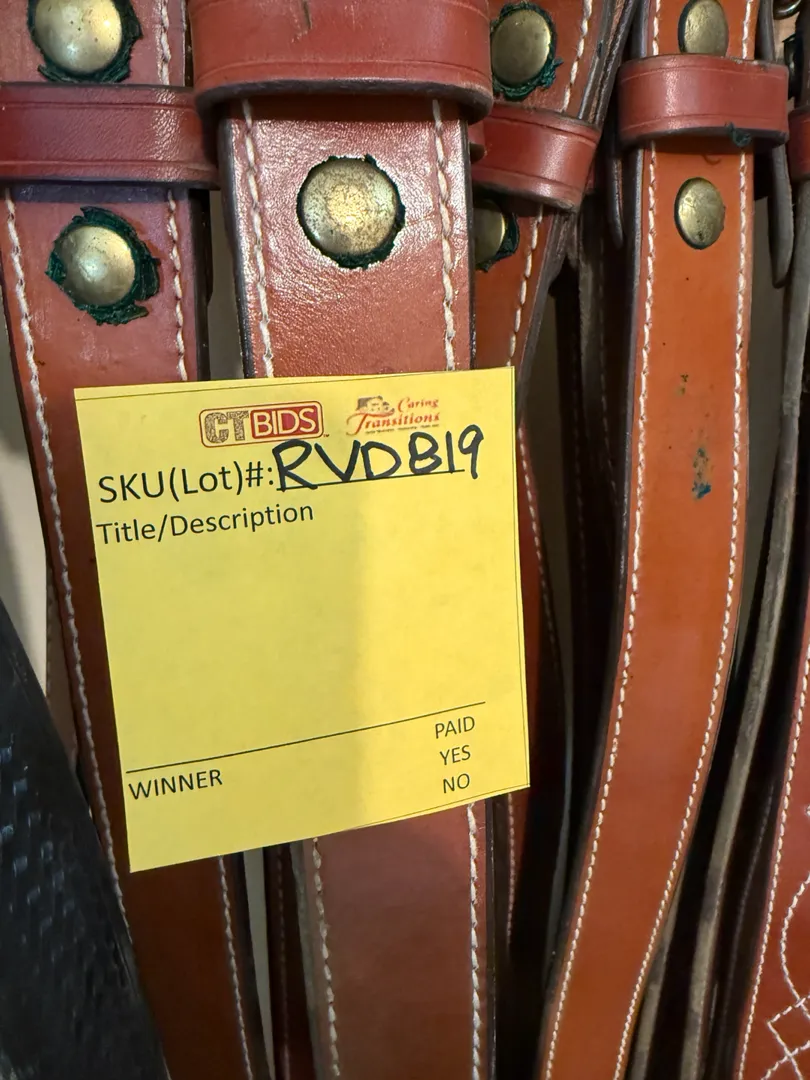 CTBIDS Caring Transitions
SKU(Lot)#:RVD819
Title/Description
PAID
YES
WINNER
NO